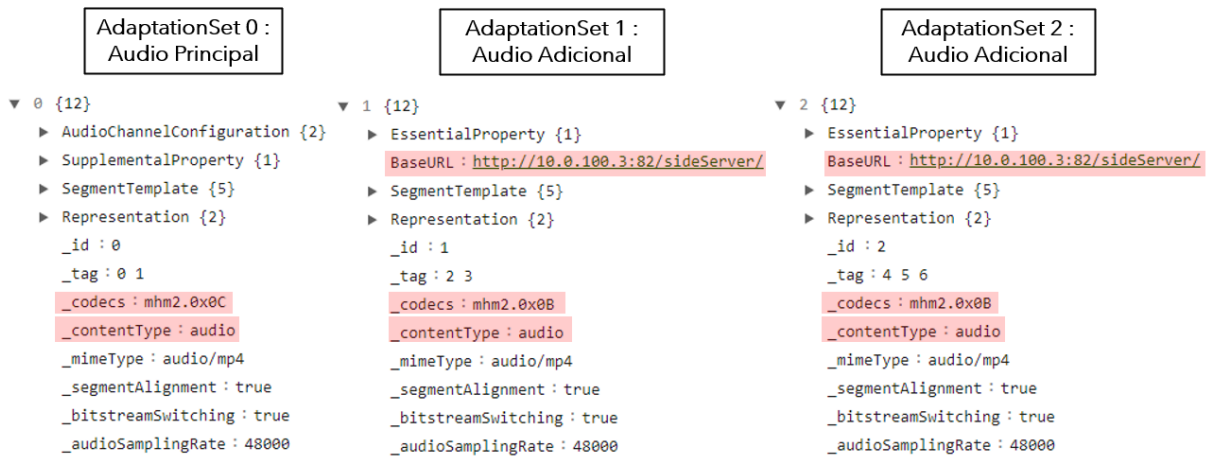 AdaptationSet 0 :
Audio Principal
▼ 0 {12}
▶ AudioChannelConfiguration {2}
▶ SupplementalProperty {1}
▶ SegmentTemplate {5}
▶ Representation {2}
_id : 0
_tag : 0 1
_codecs : mhm2.0x0C
_contentType : audio
_mimeType : audio/mp4
_segmentAlignment : true
_bitstreamSwitching : true
_audioSamplingRate : 48000
AdaptationSet 1 :
Audio Adicional
▼ 1 {12}
▶ EssentialProperty {1}
BaseURL : http://10.0.100.3:82/sideServer/
▶ SegmentTemplate {5}
▶ Representation {2}
_id : 1
_tag : 2 3
_codecs : mhm2.0x0B
_contentType : audio
_mimeType : audio/mp4
_segmentAlignment : true
_bitstreamSwitching : true
_audioSamplingRate : 48000
AdaptationSet 2 :
Audio Adicional
▼ 2 {12}
▶ EssentialProperty {1}
BaseURL : http://10.0.100.3:82/sideServer/
▶ SegmentTemplate {5}
▶ Representation {2}
_id : 2
_tag : 4 5 6
_codecs : mhm2.0x0B
_contentType : audio
_mimeType : audio/mp4
_segmentAlignment : true
_bitstreamSwitching : true
_audioSamplingRate : 48000